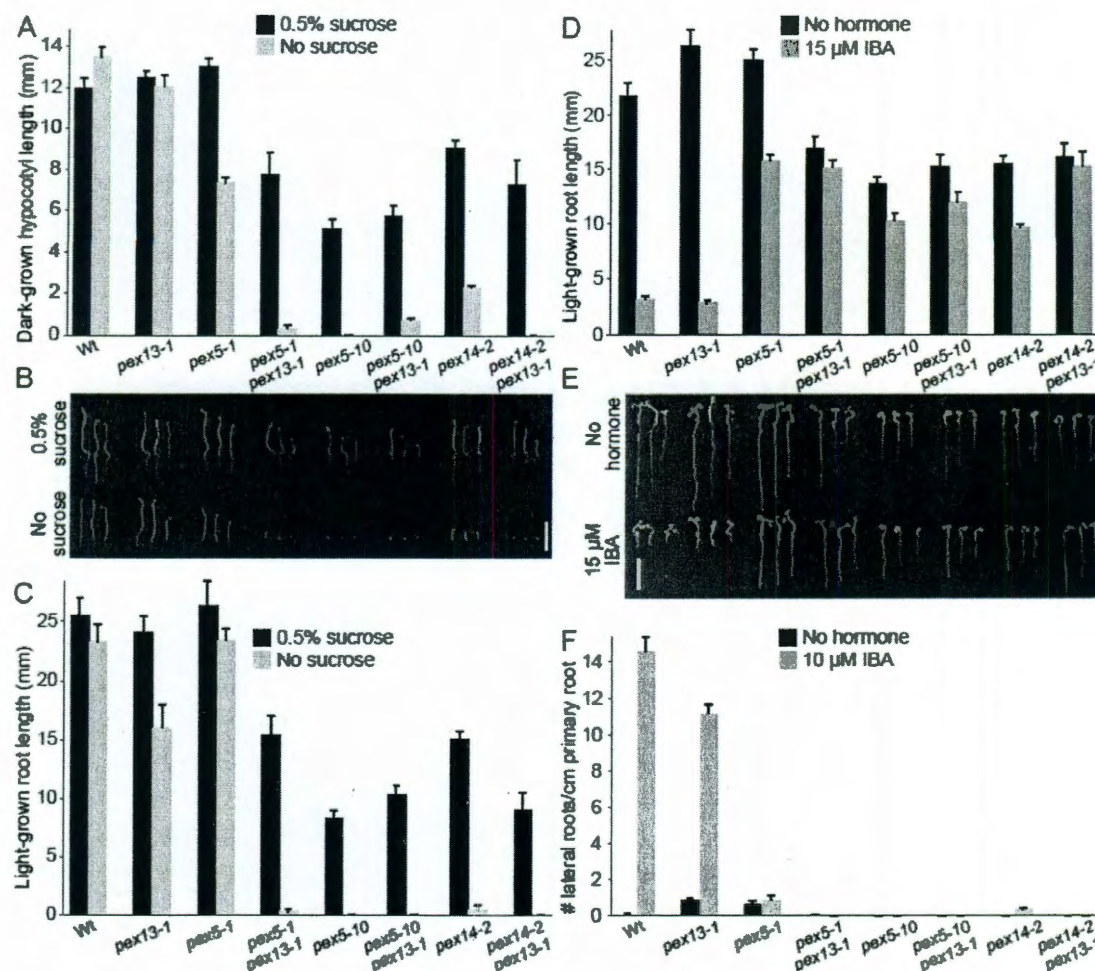 A
0.5% sucrose
No sucrose
Dark-grown hypocotyl length (mm)
14
12
10
8
6
4
2
0
Wt
pex13-1
pex5-1
pex5-1 pex13-1
pex5-10
pex5-10 pex13-1
pex14-2
pex14-2 pex13-1
B
0.5% sucrose
No sucrose
C
0.5% sucrose
No sucrose
Light-grown root length (mm)
25
20
15
10
5
0
Wt
pex13-1
pex5-1
pex5-1 pex13-1
pex5-10
pex5-10 pex13-1
pex14-2
pex14-2 pex13-1
D
No hormone
15 µM IBA
Light-grown root length (mm)
25
20
15
10
5
0
Wt
pex13-1
pex5-1
pex5-1 pex13-1
pex5-10
pex5-10 pex13-1
pex14-2
pex14-2 pex13-1
E
No hormone
15 µM IBA
F
No hormone
10 µM IBA
# lateral roots/cm primary root
14
12
10
8
6
4
2
0
Wt
pex13-1
pex5-1
pex5-1 pex13-1
pex5-10
pex5-10 pex13-1
pex14-2
pex14-2 pex13-1